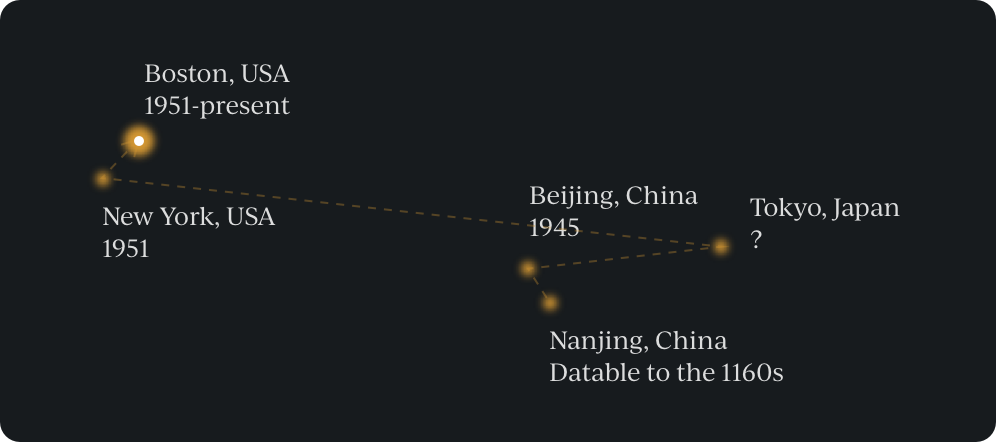 Boston, USA
1951-present
New York, USA
1951
Beijing, China
1945
Tokyo, Japan
?
Nanjing, China
Datable to the 1160s